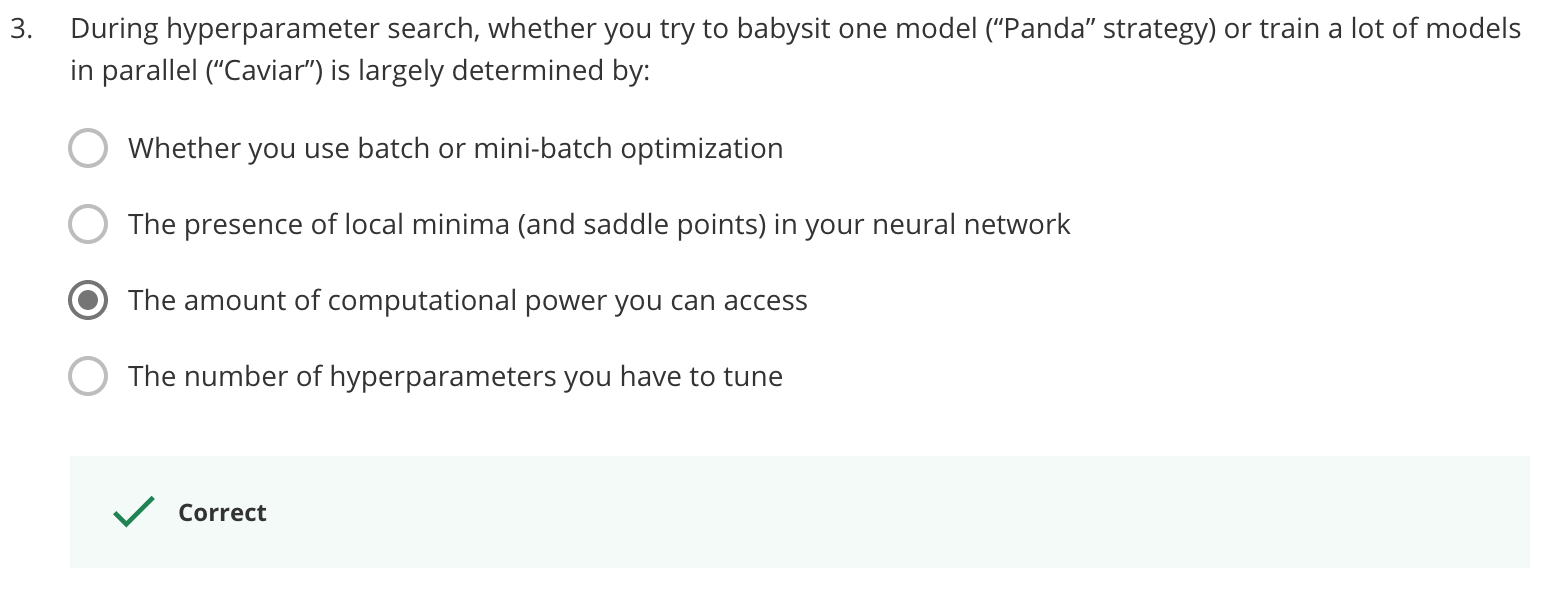 3. During hyperparameter search, whether you try to babysit one model (“Panda” strategy) or train a lot of models
in parallel (“Caviar”) is largely determined by:
Whether you use batch or mini-batch optimization
The presence of local minima (and saddle points) in your neural network
The amount of computational power you can access
The number of hyperparameters you have to tune
Correct